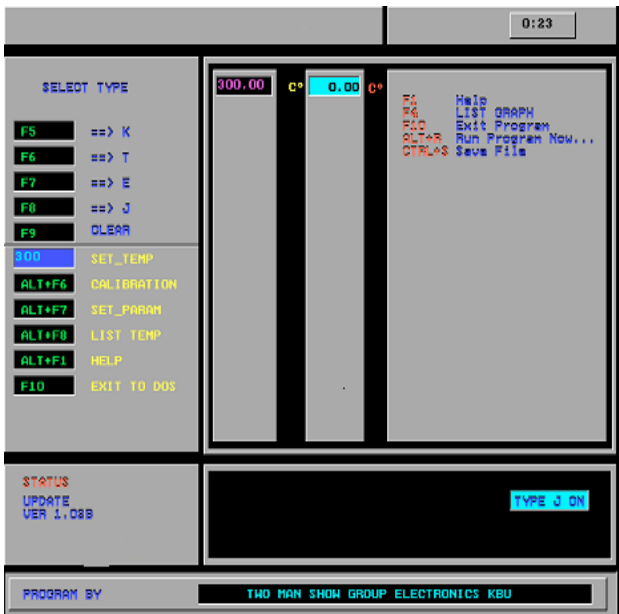 0:23
SELECT TYPE
F5 ==> K
F6 ==> T
F7 ==> E
F8 ==> J
F9 CLEAR
300 SET_TEMP
ALT+F6 CALIBRATION
ALT+F7 SET_PARAM
ALT+F8 LIST TEMP
ALT+F1 HELP
F10 EXIT TO DOS
300.00 C° 0.00 C°
F1 Help
LIST GRAPH
F10 Exit Program
ALT+R Run Program Now...
CTRL+S Save File
STATUS
UPDATE
VER
TYPE J ON
PROGRAM BY TWO MAN SHOW GROUP ELECTRONICS KBU